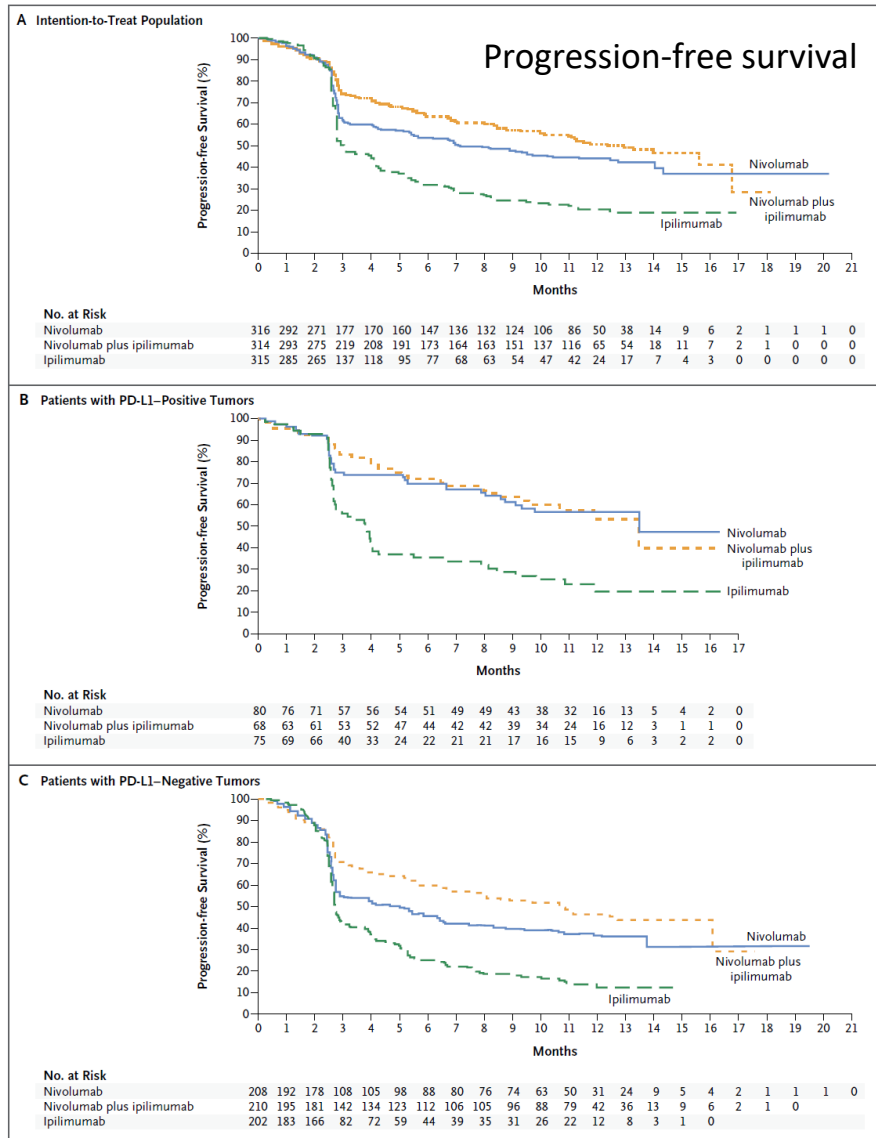 A Intention-to-Treat Population
Progression-free survival
Progression-free Survival (%)
100
90
80
70
60
50
40
30
20
10
0
Nivolumab
Nivolumab plus
ipilimumab
Ipilimumab
0 1 2 3 4 5 6 7 8 9 10 11 12 13 14 15 16 17 18 19 20 21
Months
No. at Risk
Nivolumab 316 292 271 177 170 160 147 136 132 124 106 86 50 38 14 9 6 2 1 1 1 0
Nivolumab plus ipilimumab 314 293 275 219 208 191 173 164 163 151 137 116 65 54 18 11 7 2 1 0 0 0
Ipilimumab 315 285 265 137 118 95 77 68 63 54 47 42 24 17 7 4 3 0 0 0 0 0
B Patients with PD-L1–Positive Tumors
Progression-free Survival (%)
100
90
80
70
60
50
40
30
20
10
0
Nivolumab
Nivolumab plus
ipilimumab
Ipilimumab
0 1 2 3 4 5 6 7 8 9 10 11 12 13 14 15 16 17
Months
No. at Risk
Nivolumab 80 76 71 57 56 54 51 49 49 43 38 32 16 13 5 4 2 0
Nivolumab plus ipilimumab 68 63 61 53 52 47 44 42 42 39 34 24 16 12 3 1 1 0
Ipilimumab 75 69 66 40 33 24 22 21 21 17 16 15 9 6 3 2 2 0
C Patients with PD-L1–Negative Tumors
Progression-free Survival (%)
100
90
80
70
60
50
40
30
20
10
0
Nivolumab
Nivolumab plus
ipilimumab
Ipilimumab
0 1 2 3 4 5 6 7 8 9 10 11 12 13 14 15 16 17 18 19 20 21
Months
No. at Risk
Nivolumab 208 192 178 108 105 98 88 80 76 74 63 50 31 24 9 5 4 2 1 1 1 0
Nivolumab plus ipilimumab 210 195 181 142 134 123 112 106 105 96 88 79 42 36 13 9 6 2 1 0
Ipilimumab 202 183 166 82 72 59 44 39 35 31 26 22 12 8 3 1 0